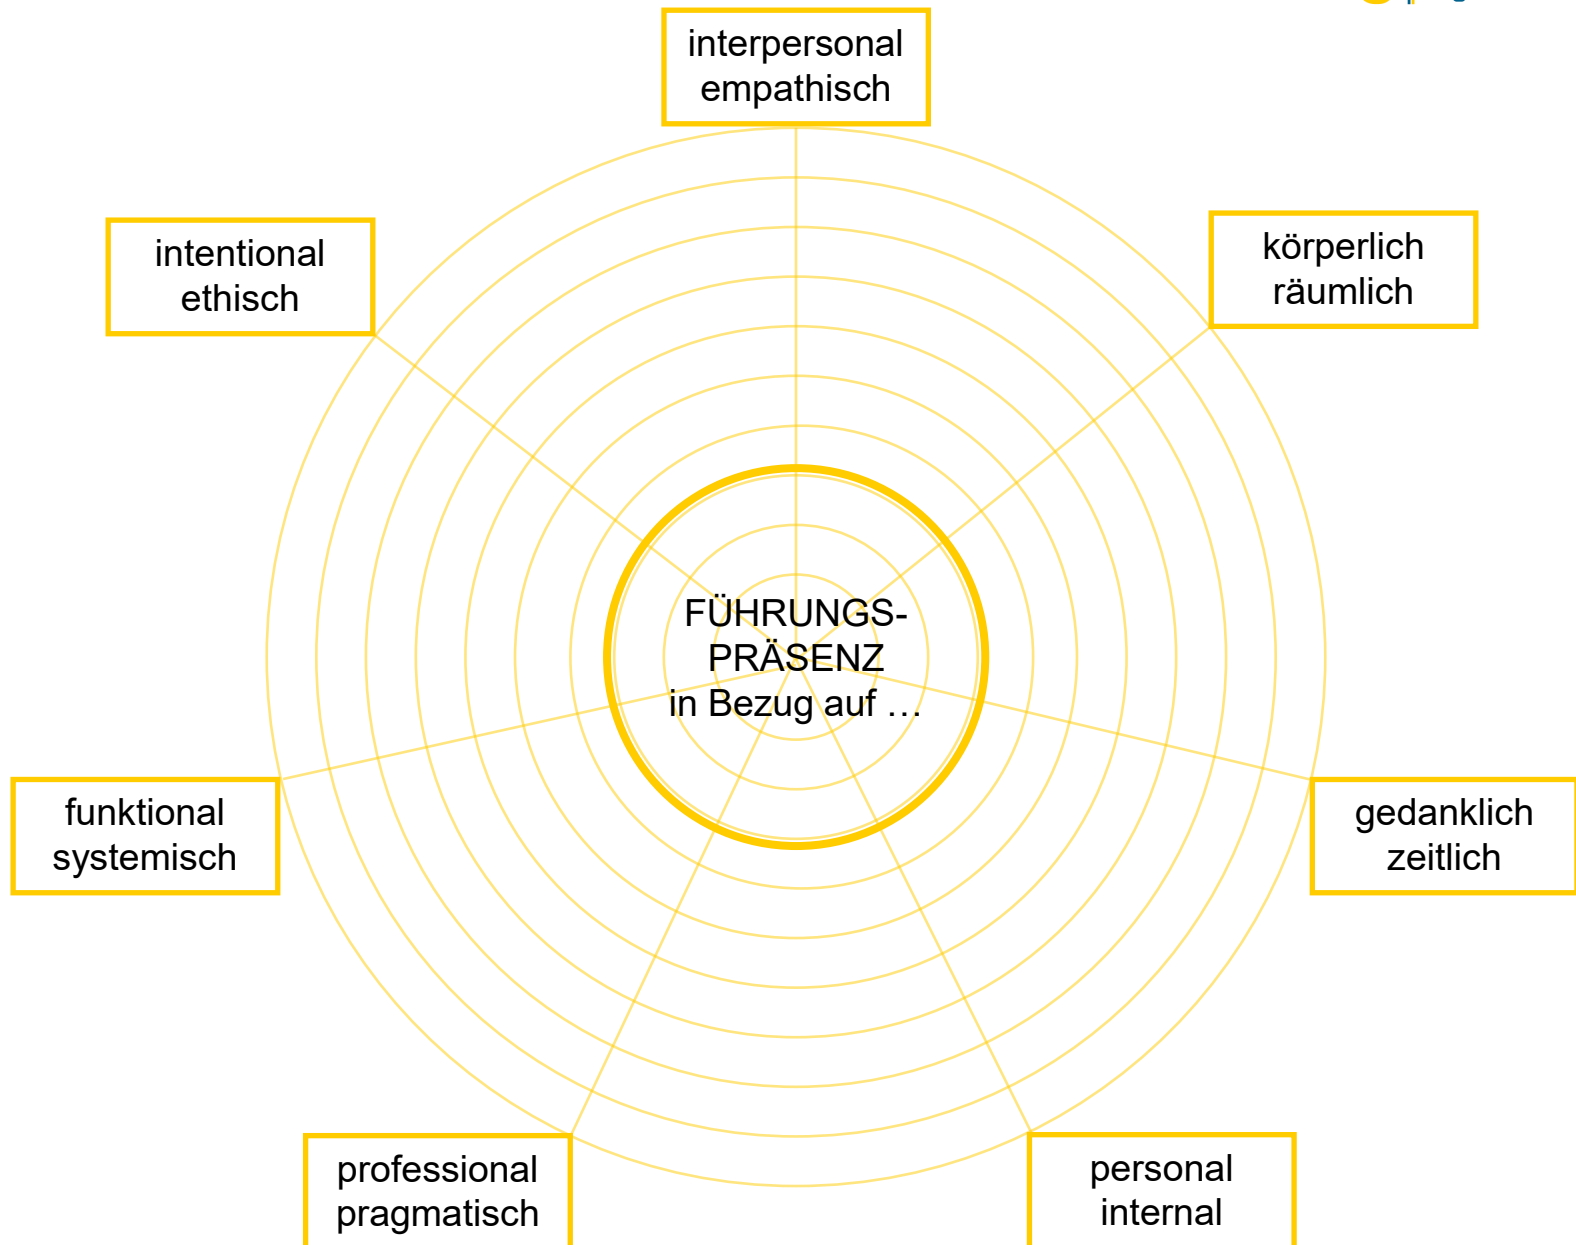 interpersonal
empathisch
intentional
ethisch
körperlich
räumlich
FÜHRUNGS-
PRÄSENZ
in Bezug auf …
funktional
systemisch
gedanklich
zeitlich
professional
pragmatisch
personal
internal